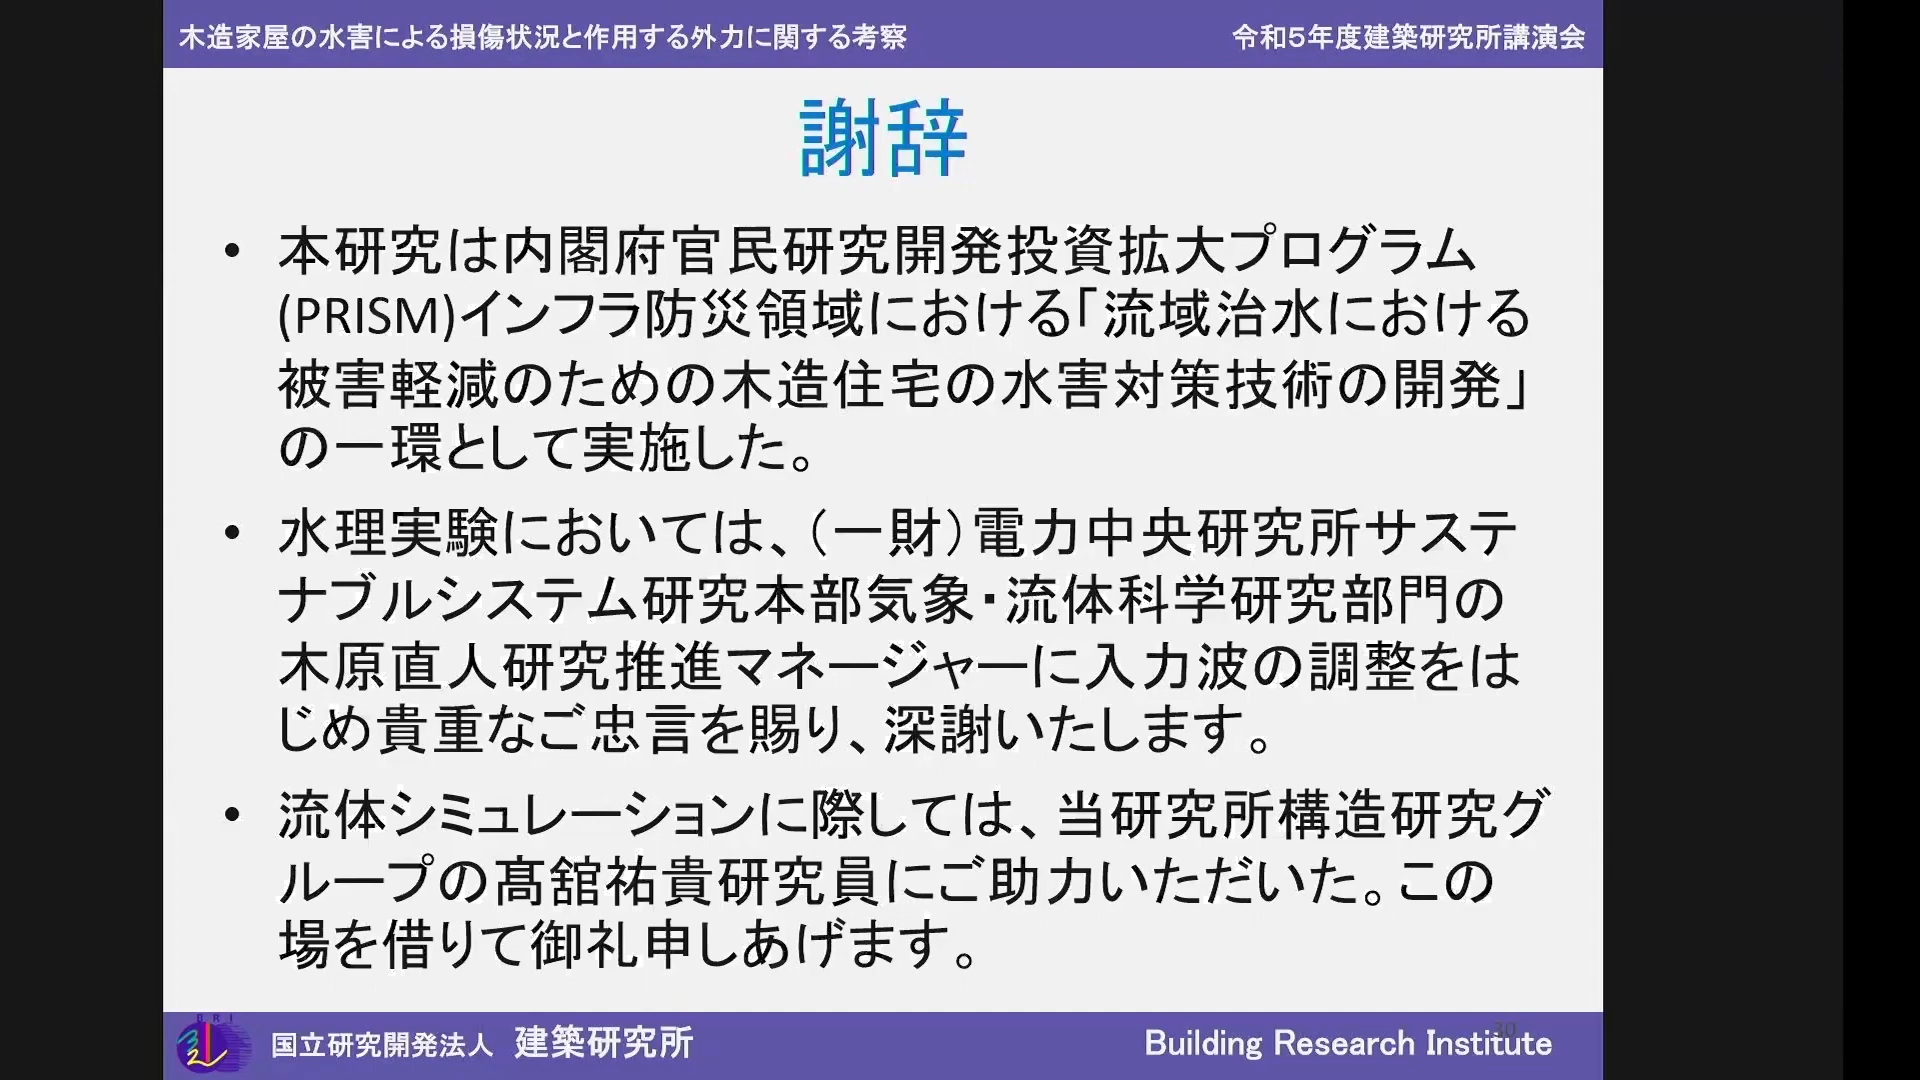 木造家屋の水害による損傷状況と作用する外力に関する考察
令和5年度建築研究所講演会
謝辞
• 本研究は内閣府官民研究開発投資拡大プログラム
(PRISM)インフラ防災領域における「流域治水における
被害軽減のための木造住宅の水害対策技術の開発」
の一環として実施した。
• 水理実験においては、（一財）電力中央研究所サステ
ナブルシステム研究本部気象・流体科学研究部門の
木原直人研究推進マネージャーに入力波の調整をは
じめ貴重なご忠言を賜り、深謝いたします。
• 流体シミュレーションに際しては、当研究所構造研究グ
ループの髙舘祐貴研究員にご助力いただいた。この
場を借りて御礼申しあげます。
BRI
国立研究開発法人 建築研究所
Building Research Institute
30